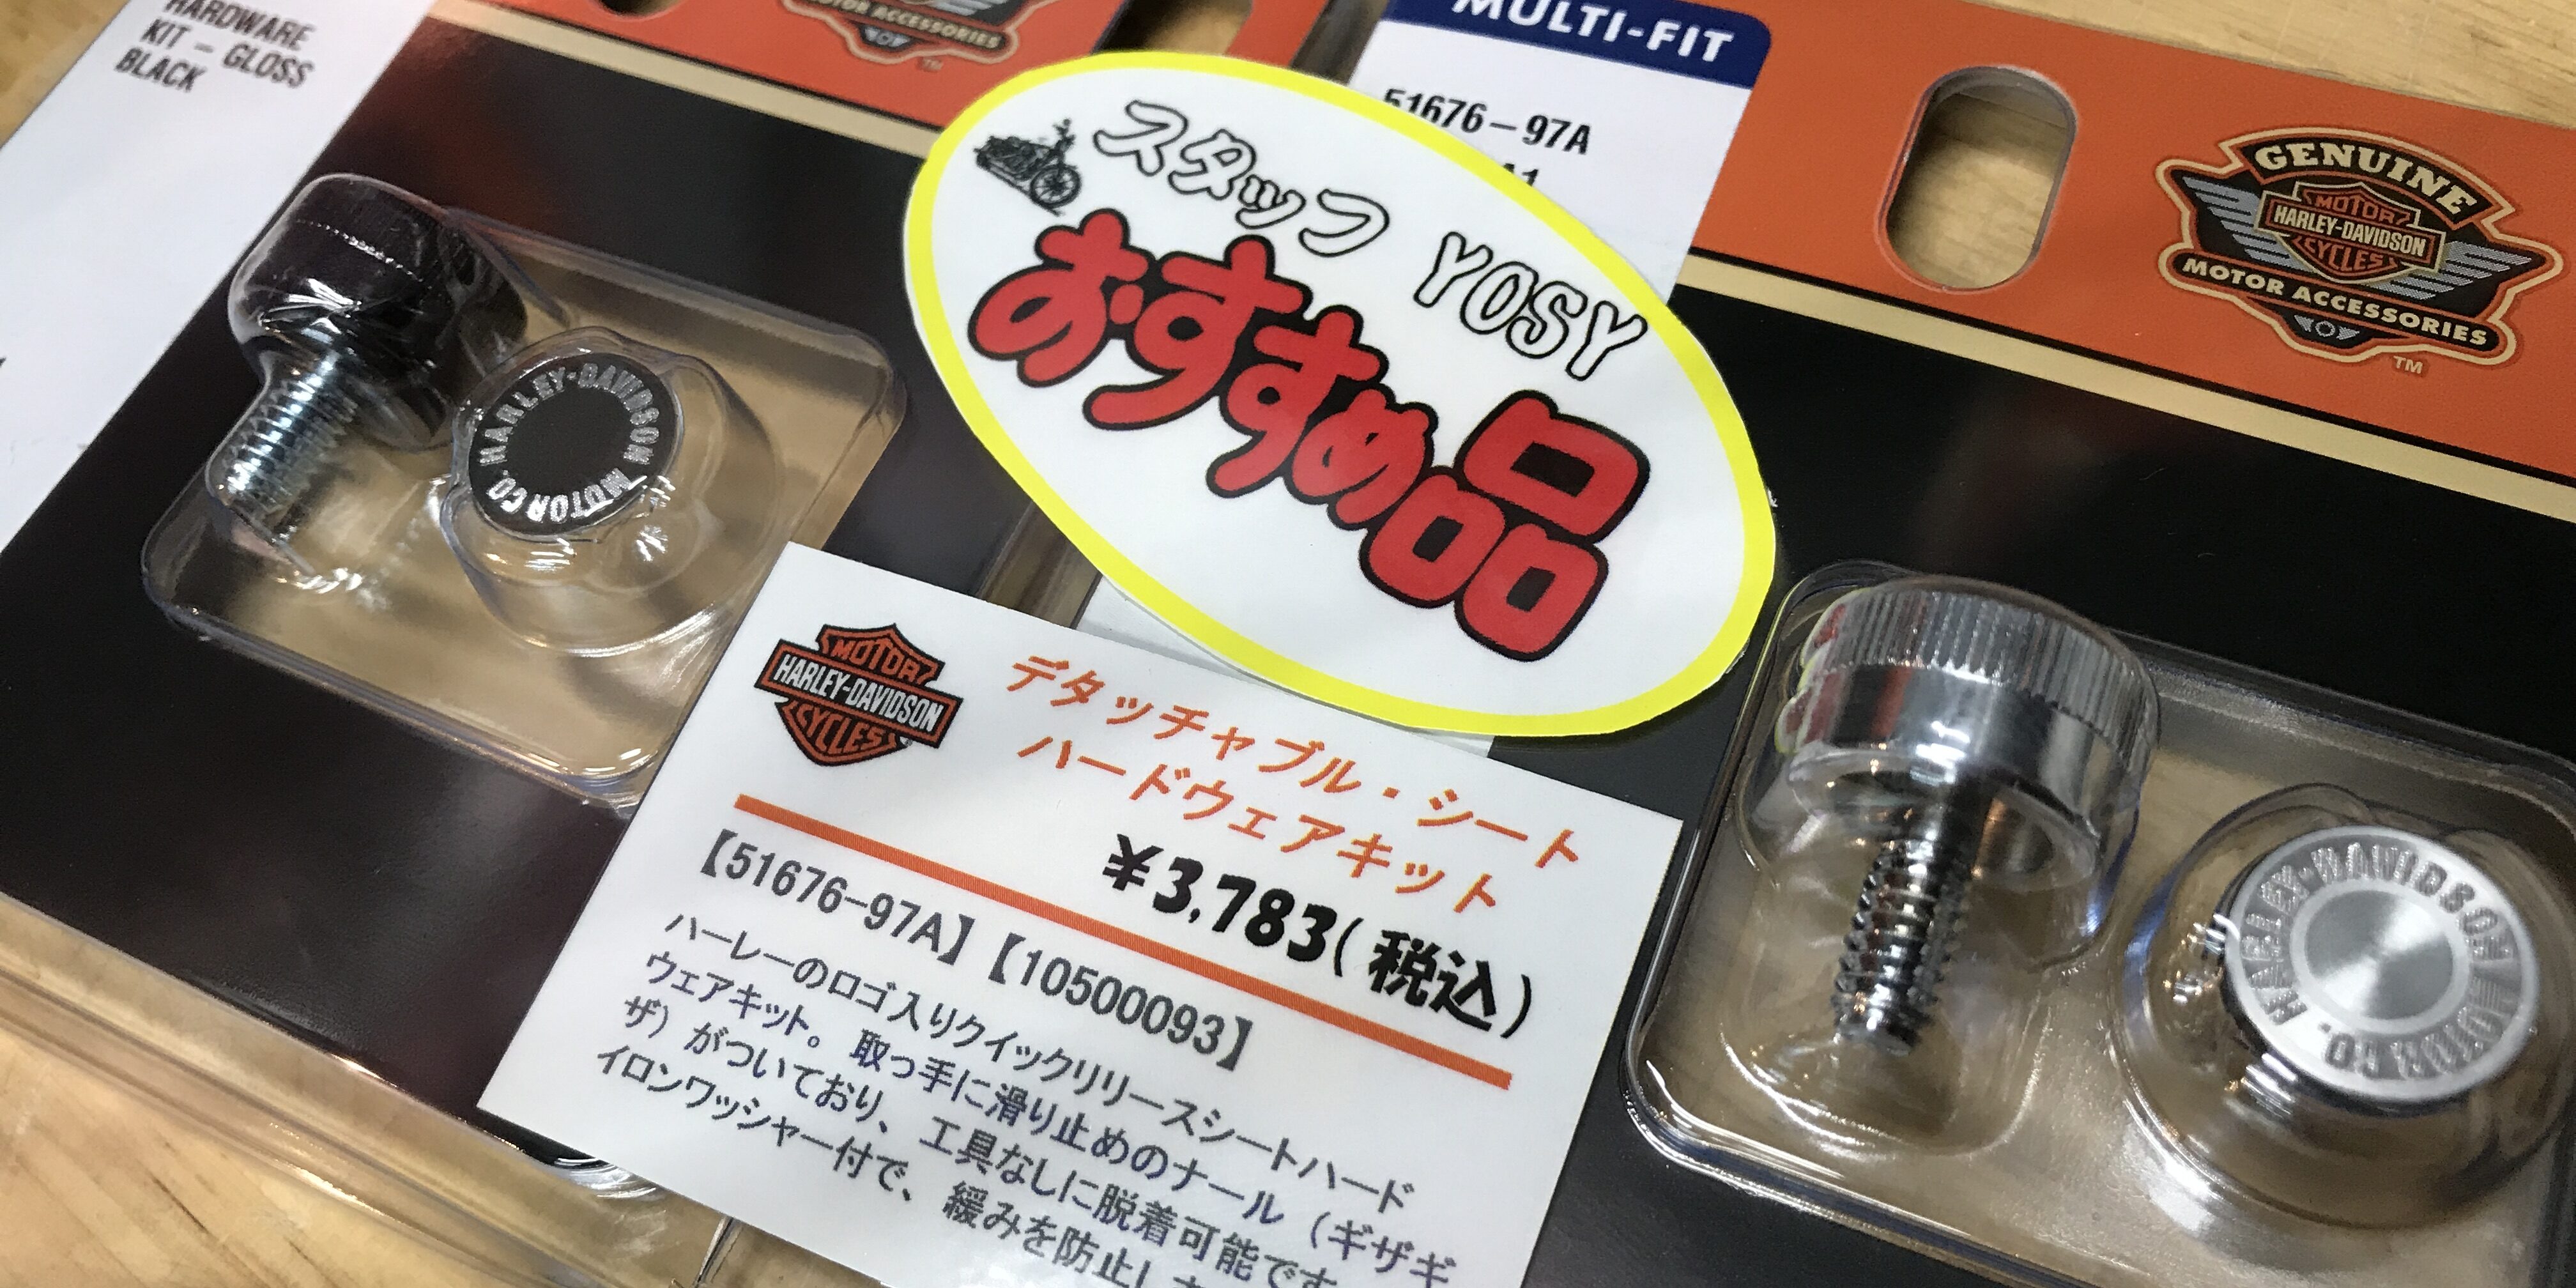 HARDWARE
KIT - GLOSS
BLACK
MOTOR ACCESSORIES
TM
MULTI-FIT
51676-97A
スタッフ YOSY
おすすめ品
GENUINE
MOTOR
HARLEY-DAVIDSON
CYCLES
MOTOR ACCESSORIES
TM
HARLEY-DAVIDSON MOTOR CO.
MOTOR
HARLEY-DAVIDSON
CYCLES
デタッチャブル・シート
ハードウェアキット
¥3,783(税込)
【51676-97A】【10500093】
ハーレーのロゴ入りクイックリリースシートハード
ウェアキット。取っ手に滑り止めのナール（ギザギ
ザ）がついており、工具なしに脱着可能です
イロンワッシャー付で、緩みを防止し
HARLEY-DAVIDSON MOTOR CO.